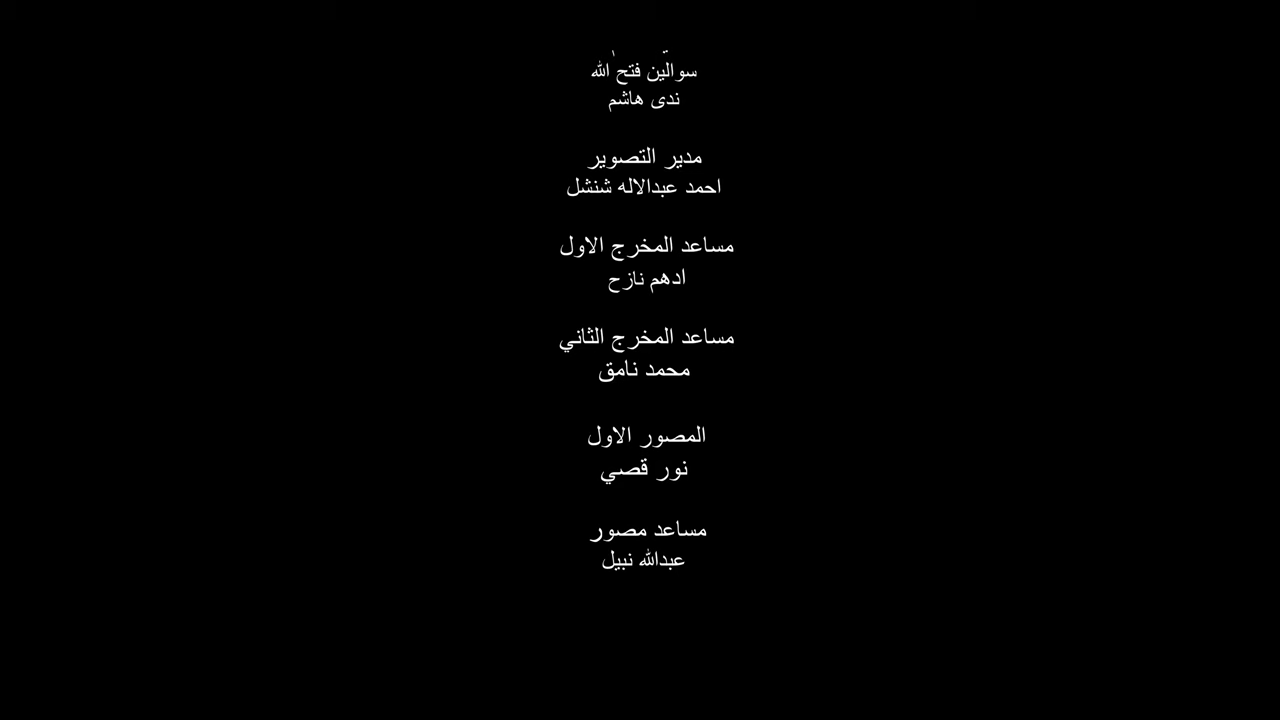 سوالين فتح الله
ندى هاشم
مدير التصوير
احمد عبدالاله شنشل
مساعد المخرج الاول
ادهم نازح
مساعد المخرج الثاني
محمد نامق
المصور الاول
نور قصي
مساعد مصور
عبدالله نبيل